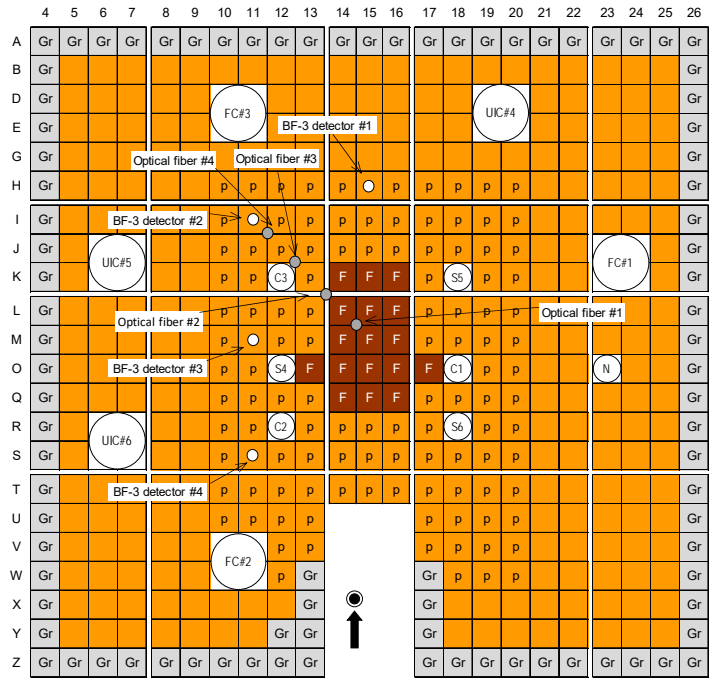 4 5 6 7 8 9 10 11 12 13 14 15 16 17 18 19 20 21 22 23 24 25 26
A Gr Gr Gr Gr Gr Gr Gr Gr Gr Gr Gr Gr Gr Gr Gr Gr Gr Gr Gr Gr Gr Gr Gr
B Gr Gr
D Gr Gr
FC#3 UIC#4
E Gr BF-3 detector #1 Gr
G Gr Gr
Optical fiber #4 Optical fiber #3
H Gr p p p p p p p p p p Gr
I Gr BF-3 detector #2 p p p p p p p p p p Gr
J Gr p p p p p p p p p p p Gr
UIC#5 FC#1
K Gr p p C3 p F F F p S5 p p Gr
L Gr p p p p F F F p p p p Gr
Optical fiber #2 Optical fiber #1
M Gr p p p F F F p p p p Gr
O Gr BF-3 detector #3 p p S4 F F F F F C1 p p N Gr
Q Gr p p p p F F F p p p p Gr
R Gr p p C2 p p p p p S6 p p Gr
UIC#6
S Gr p p p p p p p p p p Gr
T Gr BF-3 detector #4 p p p p p p p p p p p Gr
U Gr p p p p p p p p Gr
V Gr p p p p p p Gr
FC#2
W Gr p Gr Gr p p p Gr
X Gr Gr Gr Gr
Y Gr Gr Gr Gr Gr
Z Gr Gr Gr Gr Gr Gr Gr Gr Gr Gr Gr Gr Gr Gr Gr Gr Gr Gr Gr Gr